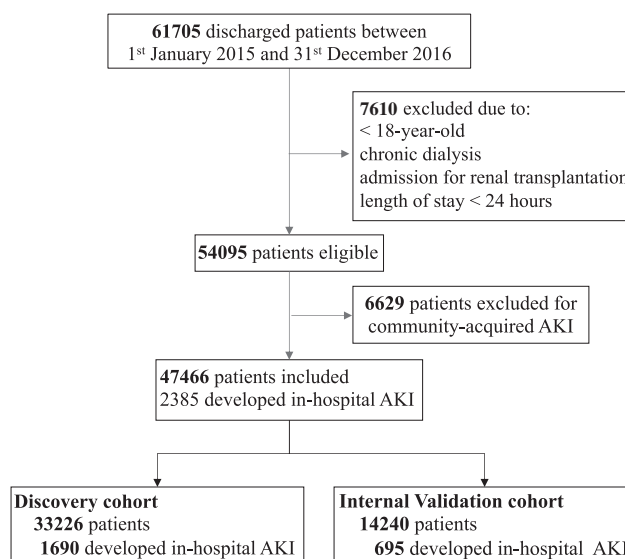 61705 discharged patients between
1st January 2015 and 31st December 2016
7610 excluded due to:
< 18-year-old
chronic dialysis
admission for renal transplantation
length of stay < 24 hours
54095 patients eligible
6629 patients excluded for
community-acquired AKI
47466 patients included
2385 developed in-hospital AKI
Discovery cohort
33226 patients
1690 developed in-hospital AKI
Internal Validation cohort
14240 patients
695 developed in-hospital AKI